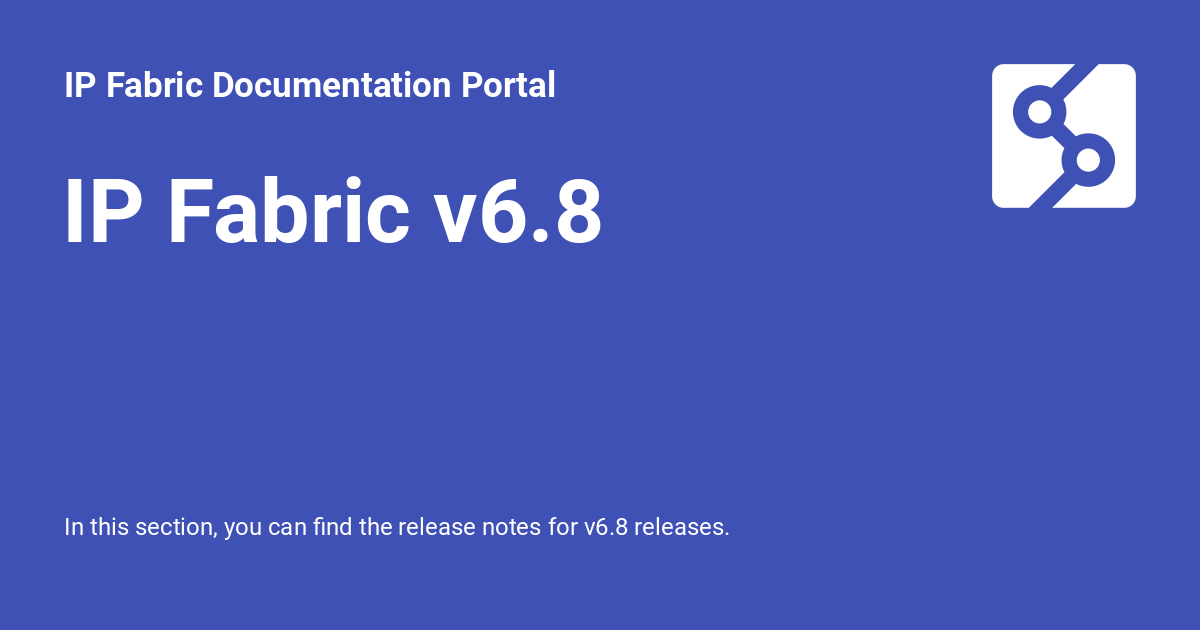 IP Fabric Documentation Portal
IP Fabric v6.8
In this section, you can find the release notes for v6.8 releases.